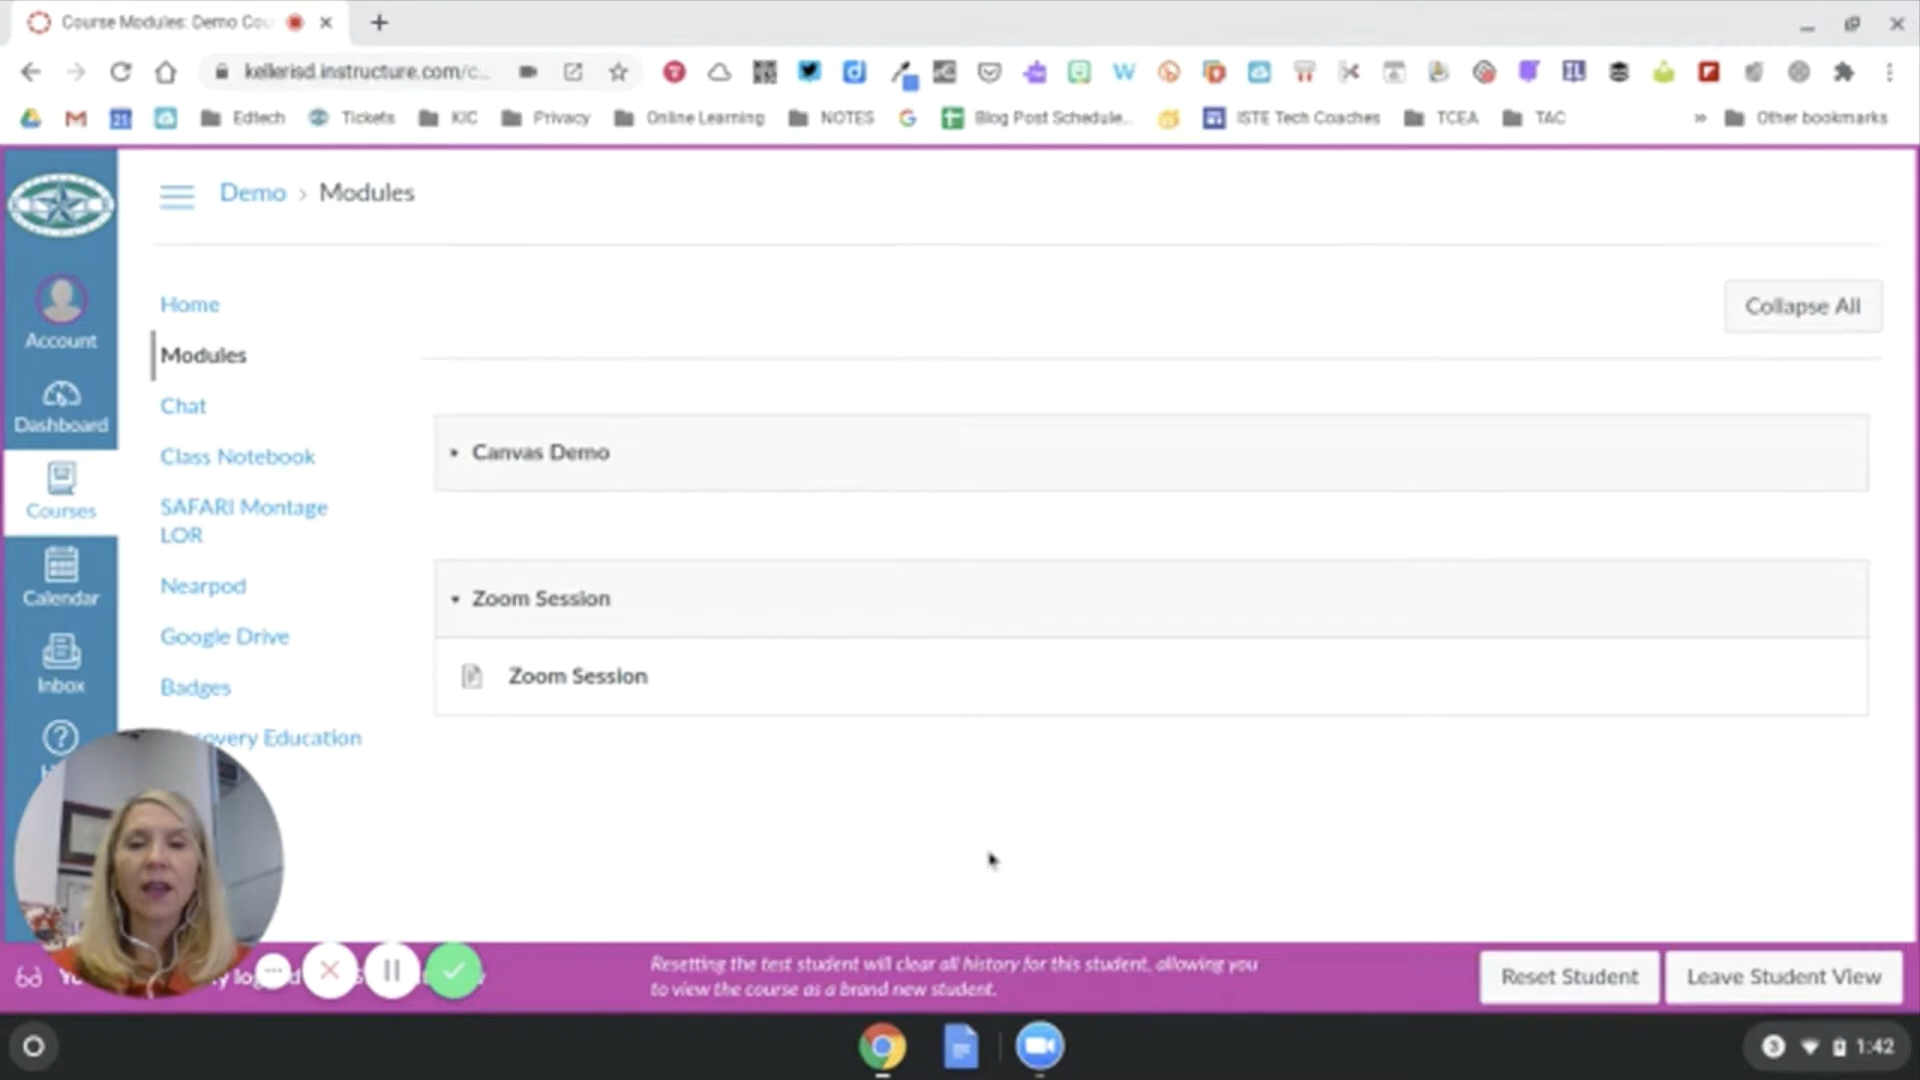 Course Modules: Demo Cou
kellerisd.instructure.com/c...
Edtech
Tickets
KIC
Privacy
Online Learning
NOTES
Blog Post Schedule...
ISTE Tech Coaches
TCEA
TAC
Other bookmarks
Demo › Modules
Account
Dashboard
Courses
Calendar
Inbox
Home
Modules
Chat
Class Notebook
SAFARI Montage
LOR
Nearpod
Google Drive
Badges
overy Education
Collapse All
Canvas Demo
Zoom Session
Zoom Session
Resetting the test student will clear all history for this student, allowing you
to view the course as a brand new student.
Reset Student
Leave Student View
1:42